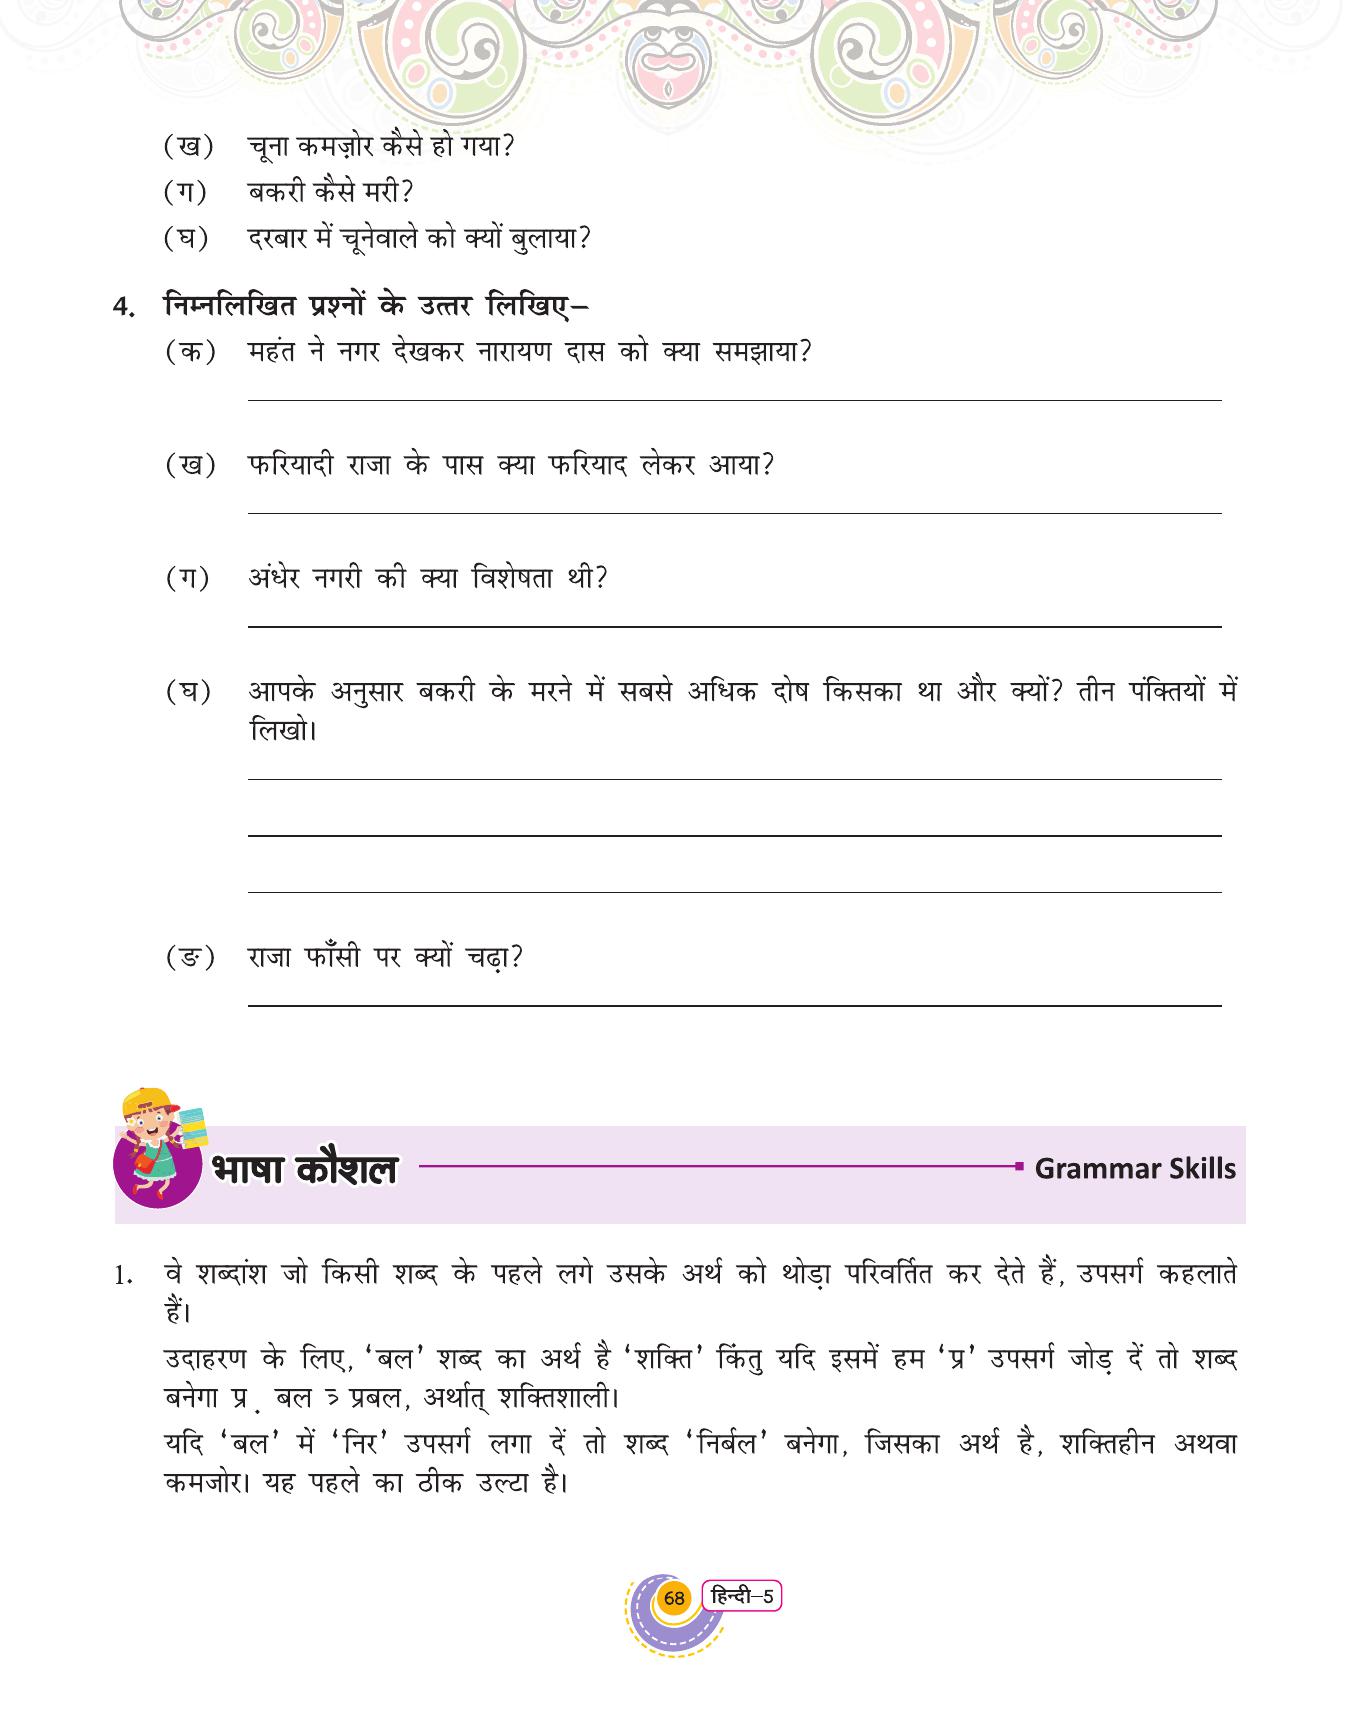 (ख) चूना कमज़ोर कैसे हो गया?
(ग) बकरी कैसे मरी?
(घ) दरबार में चूनेवाले को क्यों बुलाया?
4. निम्नलिखित प्रश्नों के उत्तर लिखिए–
(क) महंत ने नगर देखकर नारायण दास को क्या समझाया?
(ख) फरियादी राजा के पास क्या फरियाद लेकर आया?
(ग) अंधेर नगरी की क्या विशेषता थी?
(घ) आपके अनुसार बकरी के मरने में सबसे अधिक दोष किसका था और क्यों? तीन पंक्तियों में
लिखो।
(ङ) राजा फाँसी पर क्यों चढ़ा?
भाषा कौशल Grammar Skills
1. वे शब्दांश जो किसी शब्द के पहले लगे उसके अर्थ को थोड़ा परिवर्तित कर देते हैं, उपसर्ग कहलाते
हैं।
उदाहरण के लिए, ‘बल’ शब्द का अर्थ है ‘शक्ति’ किंतु यदि इसमें हम ‘प्र’ उपसर्ग जोड़ दें तो शब्द
बनेगा प्र ़ बल त्र प्रबल, अर्थात् शक्तिशाली।
यदि ‘बल’ में ‘निर’ उपसर्ग लगा दें तो शब्द ‘निर्बल’ बनेगा, जिसका अर्थ है, शक्तिहीन अथवा
कमजोर। यह पहले का ठीक उल्टा है।
68 हिन्दी–5